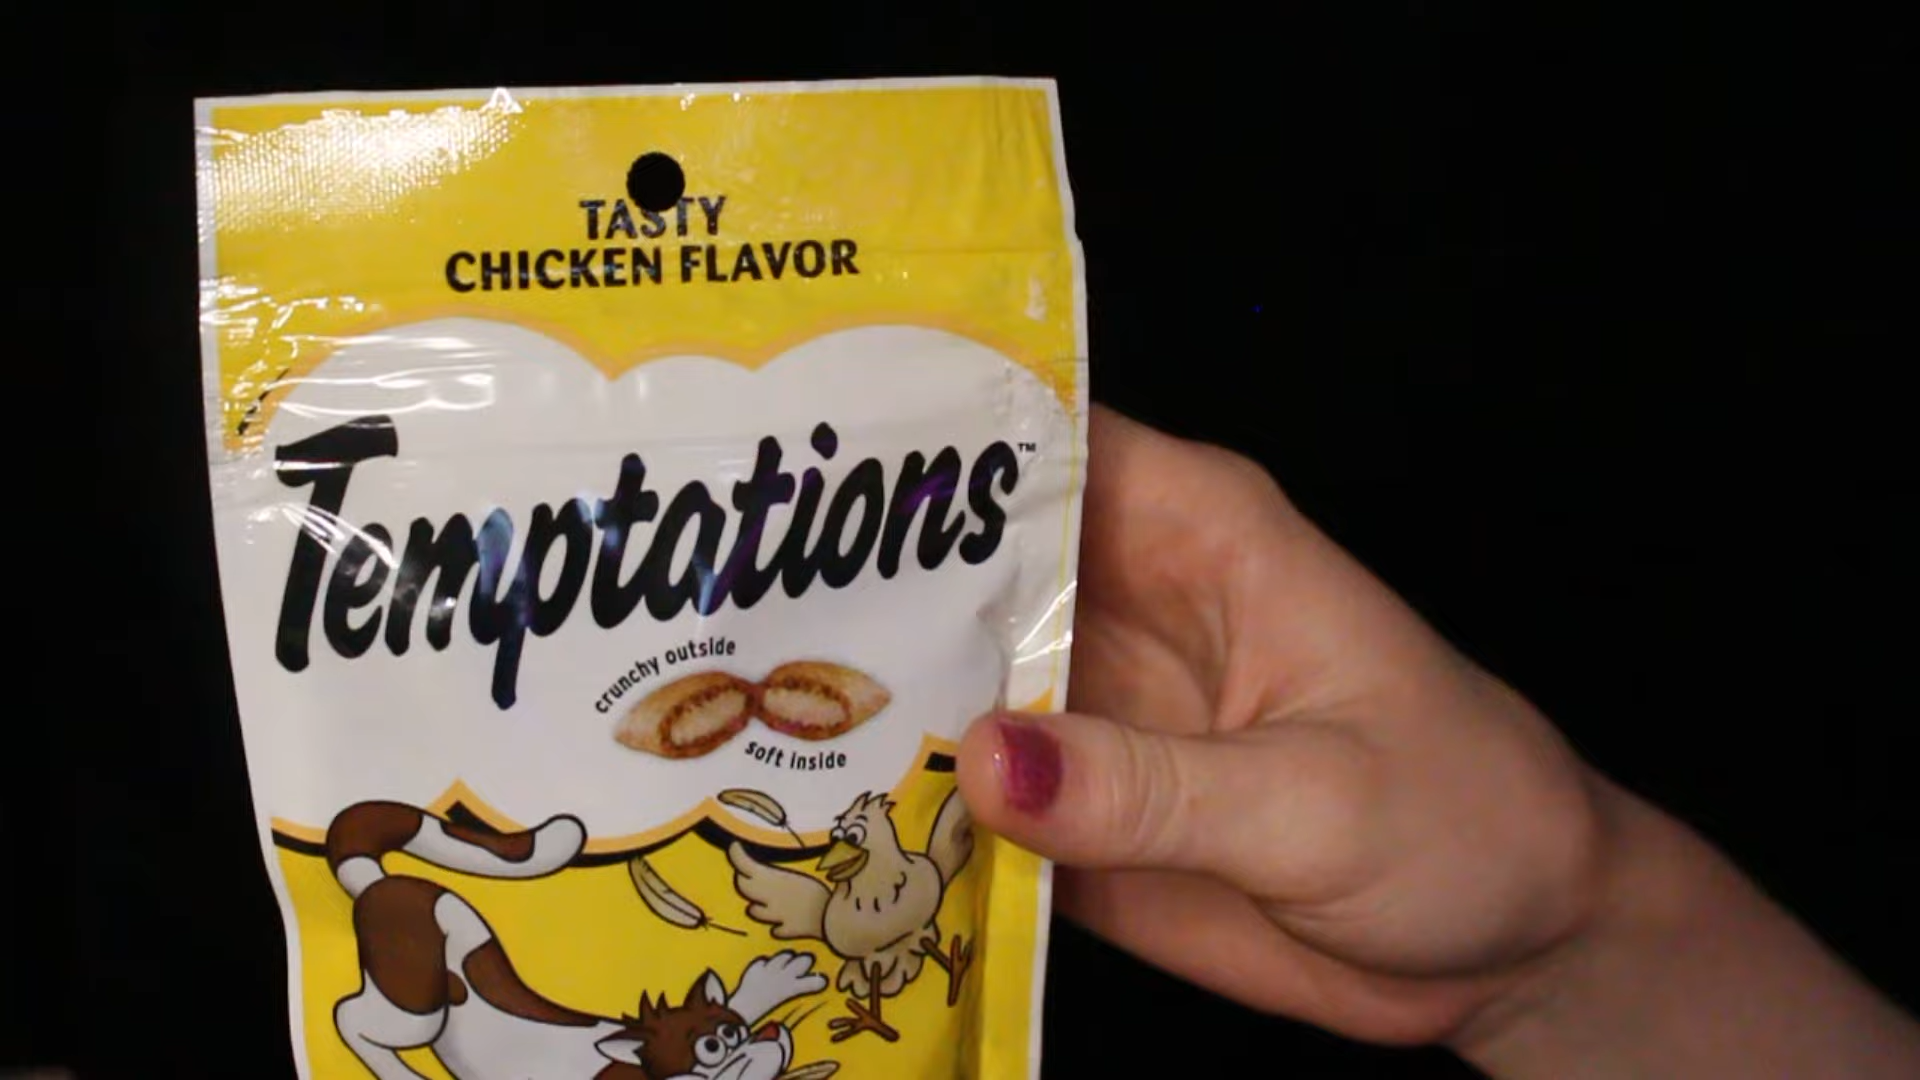 TASTY
CHICKEN FLAVOR
Temptations™
crunchy outside
soft inside